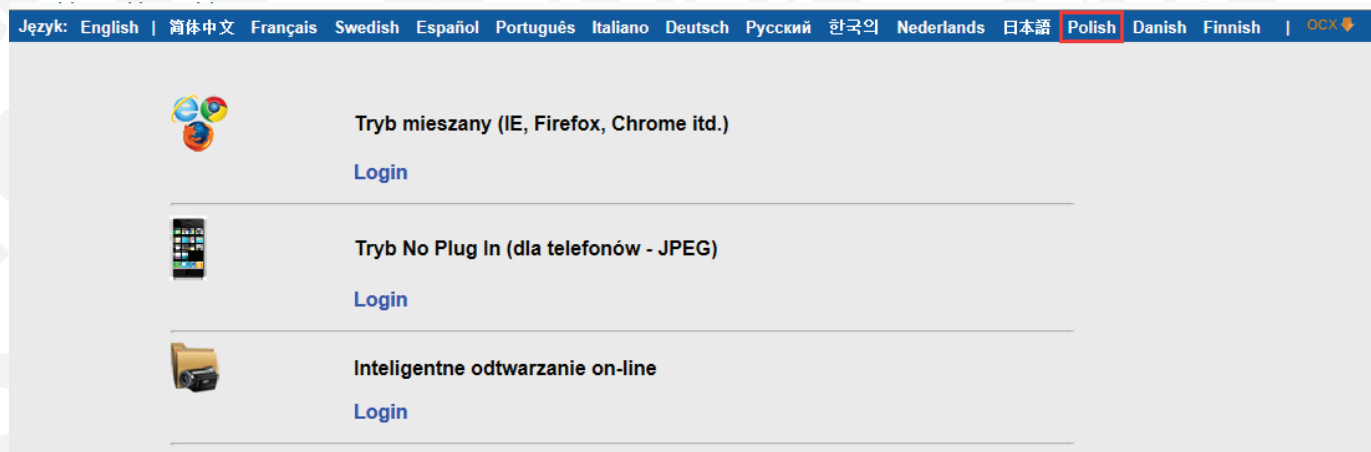 Język: English | 简体中文 Français Swedish Español Português Italiano Deutsch Русский 한국의 Nederlands 日本語 Polish Danish Finnish | OCX
Tryb mieszany (IE, Firefox, Chrome itd.)
Login
Tryb No Plug In (dla telefonów - JPEG)
Login
Inteligentne odtwarzanie on-line
Login